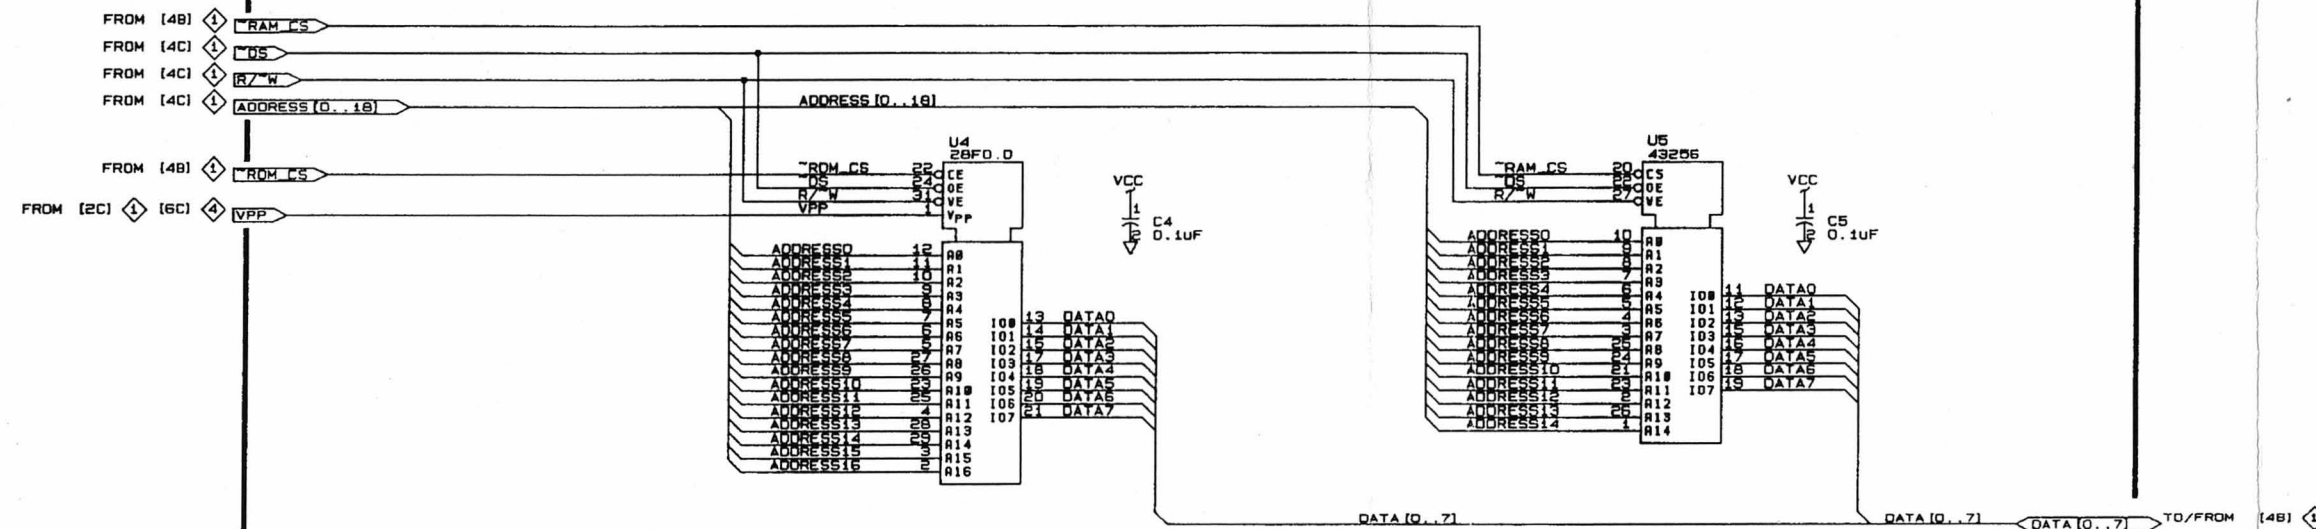 FROM [4B] 1 ~RAM_CS
FROM [4C] 1 ~DS
FROM [4C] 1 R/~W
FROM [4C] 1 ADDRESS[0..18]
ADDRESS[0..18]
FROM [4B] 1 ~ROM_CS
FROM [2C] 1 [6C] 4 VPP
U4
28F0.0
~ROM_CS 22 CE
~DS 24 OE
R/~W 31 WE
VPP 1 VPP
ADDRESS0 12 A0
ADDRESS1 11 A1
ADDRESS2 10 A2
ADDRESS3 9 A3
ADDRESS4 8 A4
ADDRESS5 7 A5
ADDRESS6 6 A6
ADDRESS7 5 A7
ADDRESS8 27 A8
ADDRESS9 26 A9
ADDRESS10 23 A10
ADDRESS11 25 A11
ADDRESS12 4 A12
ADDRESS13 28 A13
ADDRESS14 29 A14
ADDRESS15 3 A15
ADDRESS16 2 A16
IO0 13 DATA0
IO1 14 DATA1
IO2 15 DATA2
IO3 17 DATA3
IO4 18 DATA4
IO5 19 DATA5
IO6 20 DATA6
IO7 21 DATA7
VCC
1
C4
2 0.1uF
U5
43256
~RAM_CS 20 CS
~DS 22 OE
R/~W 27 WE
ADDRESS0 10 A0
ADDRESS1 9 A1
ADDRESS2 8 A2
ADDRESS3 7 A3
ADDRESS4 6 A4
ADDRESS5 5 A5
ADDRESS6 4 A6
ADDRESS7 3 A7
ADDRESS8 25 A8
ADDRESS9 24 A9
ADDRESS10 21 A10
ADDRESS11 23 A11
ADDRESS12 2 A12
ADDRESS13 26 A13
ADDRESS14 1 A14
IO0 11 DATA0
IO1 12 DATA1
IO2 13 DATA2
IO3 15 DATA3
IO4 16 DATA4
IO5 17 DATA5
IO6 18 DATA6
IO7 19 DATA7
VCC
1
C5
2 0.1uF
DATA[0..7]
DATA[0..7]
DATA[0..7] TO/FROM [4B]